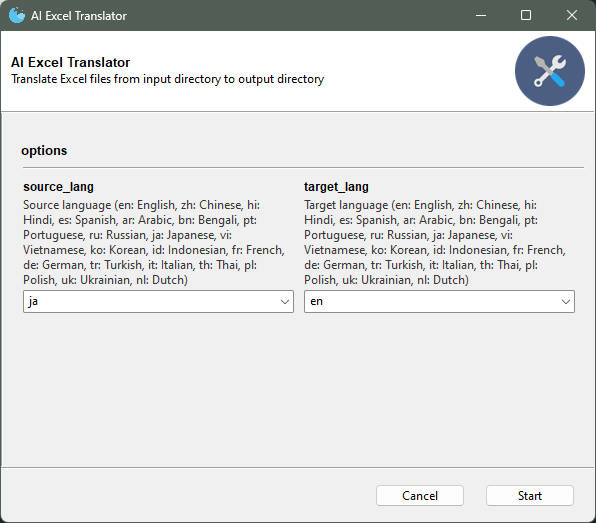 AI Excel Translator
AI Excel Translator
Translate Excel files from input directory to output directory
options
source_lang
Source language (en: English, zh: Chinese, hi:
Hindi, es: Spanish, ar: Arabic, bn: Bengali, pt:
Portuguese, ru: Russian, ja: Japanese, vi:
Vietnamese, ko: Korean, id: Indonesian, fr: French,
de: German, tr: Turkish, it: Italian, th: Thai, pl:
Polish, uk: Ukrainian, nl: Dutch)
ja
target_lang
Target language (en: English, zh: Chinese, hi:
Hindi, es: Spanish, ar: Arabic, bn: Bengali, pt:
Portuguese, ru: Russian, ja: Japanese, vi:
Vietnamese, ko: Korean, id: Indonesian, fr: French,
de: German, tr: Turkish, it: Italian, th: Thai, pl:
Polish, uk: Ukrainian, nl: Dutch)
en
Cancel
Start